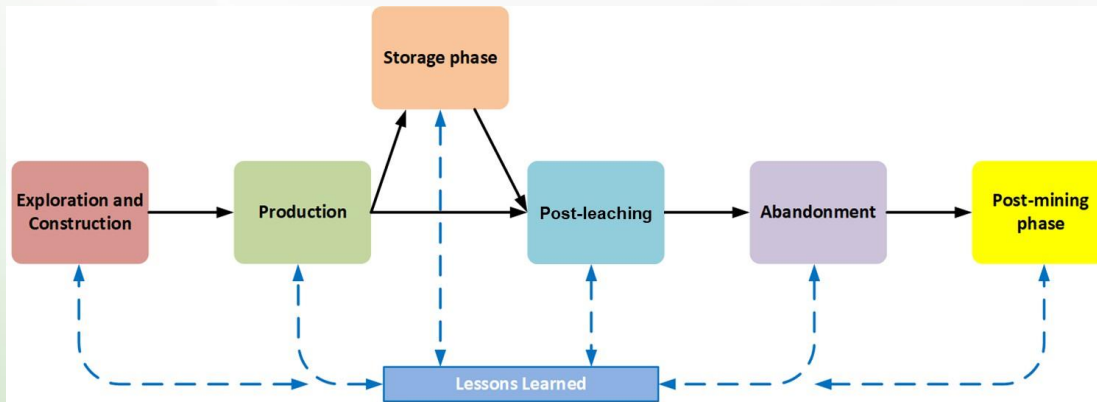 Storage phase
Exploration and
Construction
Production
Post-leaching
Abandonment
Post-mining
phase
Lessons Learned